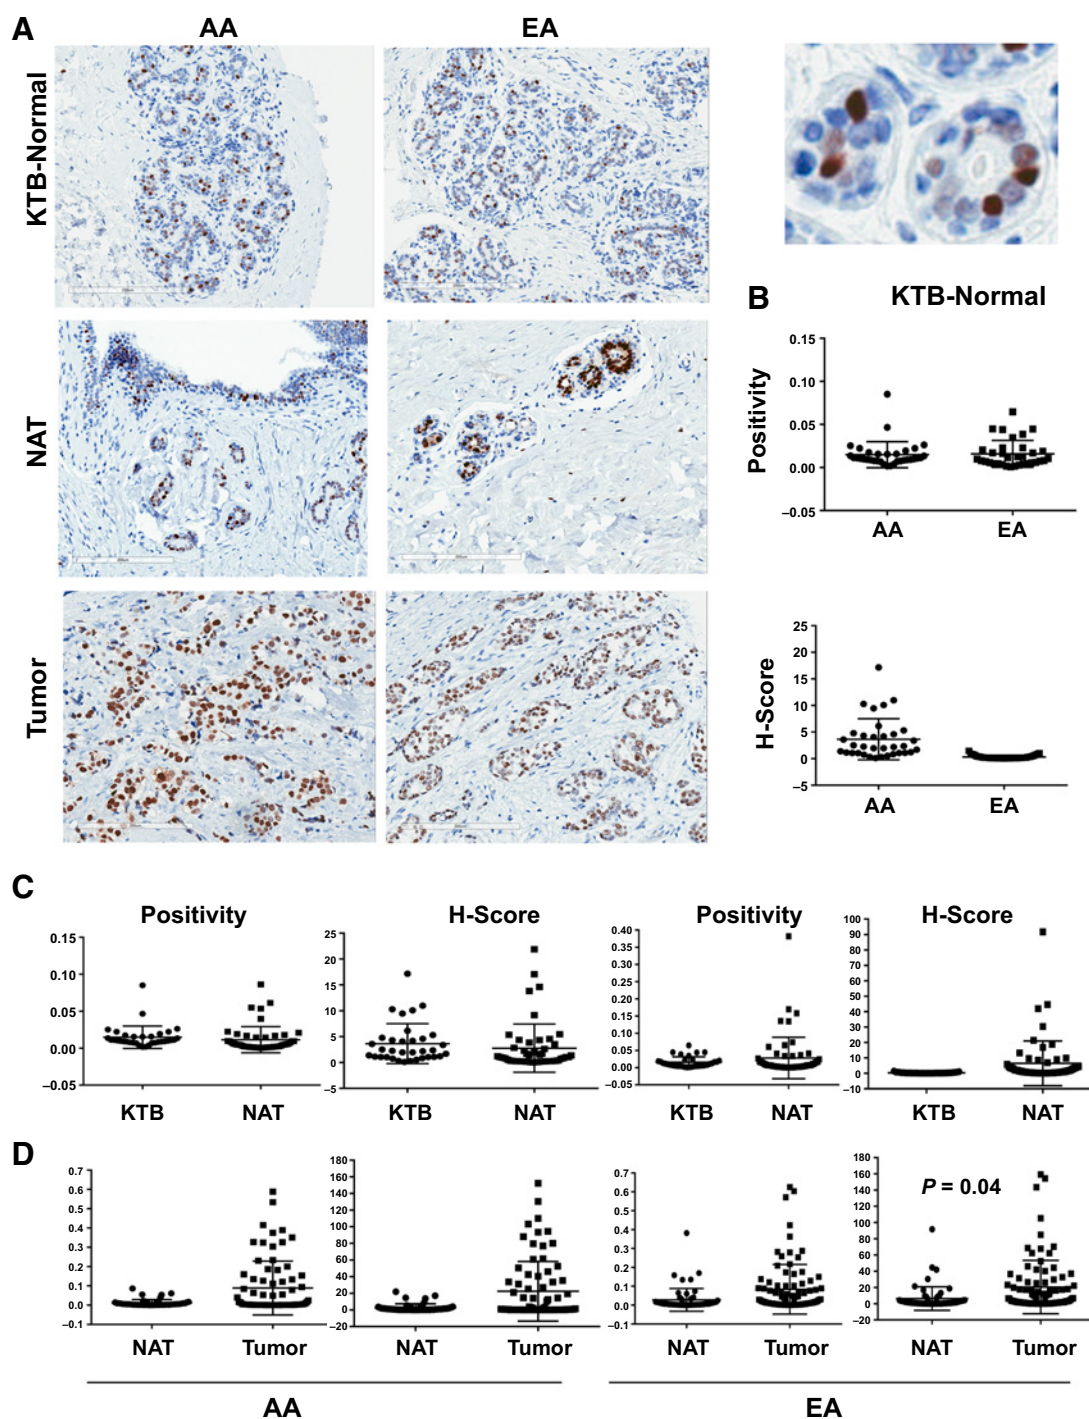 A
AA
EA
KTB-Normal
NAT
Tumor
B
KTB-Normal
Positivity
0.15
0.10
0.05
0.00
–0.05
AA
EA
H-Score
25
20
15
10
5
0
–5
AA
EA
C
Positivity
0.15
0.10
0.05
0.00
–0.05
KTB
NAT
H-Score
25
20
15
10
5
0
–5
KTB
NAT
Positivity
0.40
0.35
0.30
0.25
0.20
0.15
0.10
0.05
0.00
–0.05
KTB
NAT
H-Score
100
90
80
70
60
50
40
30
20
10
0
–10
KTB
NAT
D
0.7
0.6
0.5
0.4
0.3
0.2
0.1
0.0
–0.1
NAT
Tumor
180
160
140
120
100
80
60
40
20
0
–20
NAT
Tumor
AA
0.7
0.6
0.5
0.4
0.3
0.2
0.1
0.0
–0.1
NAT
Tumor
180
160
140
120
100
80
60
40
20
0
–20
P = 0.04
NAT
Tumor
EA